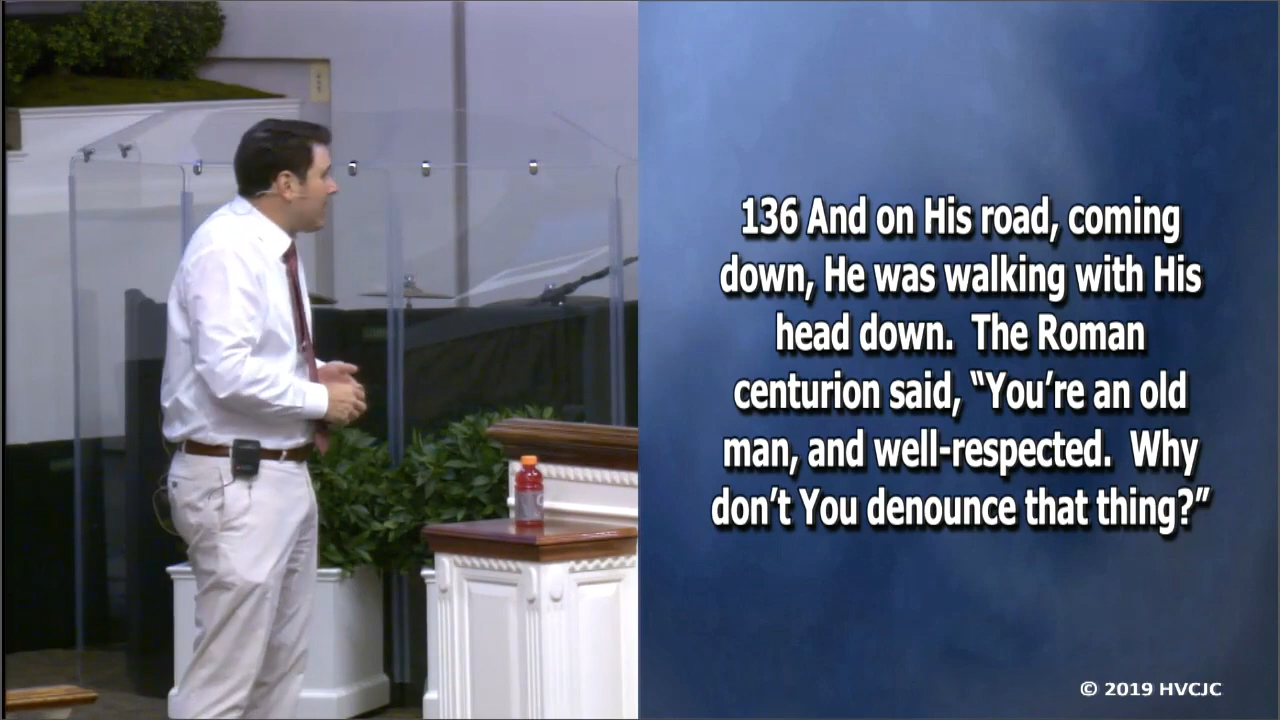 136 And on His road, coming
down, He was walking with His
head down. The Roman
centurion said, “You’re an old
man, and well-respected. Why
don’t You denounce that thing?”
© 2019 HVCJC